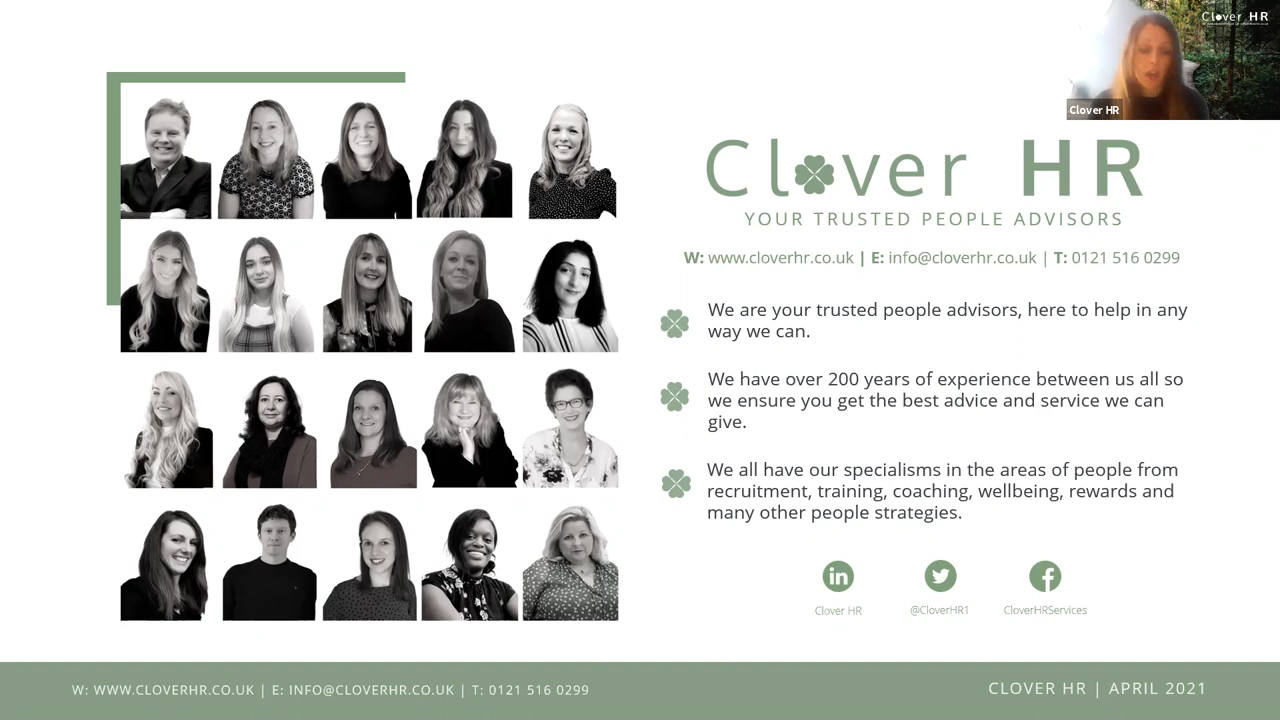 Clover HR
Clover HR
Clover HR
YOUR TRUSTED PEOPLE ADVISORS
W: www.cloverhr.co.uk | E: info@cloverhr.co.uk | T: 0121 516 0299
We are your trusted people advisors, here to help in any
way we can.
We have over 200 years of experience between us all so
we ensure you get the best advice and service we can
give.
We all have our specialisms in the areas of people from
recruitment, training, coaching, wellbeing, rewards and
many other people strategies.
in
Clover HR
@CloverHR1
CloverHRServices
W: WWW.CLOVERHR.CO.UK | E: INFO@CLOVERHR.CO.UK | T: 0121 516 0299
CLOVER HR | APRIL 2021